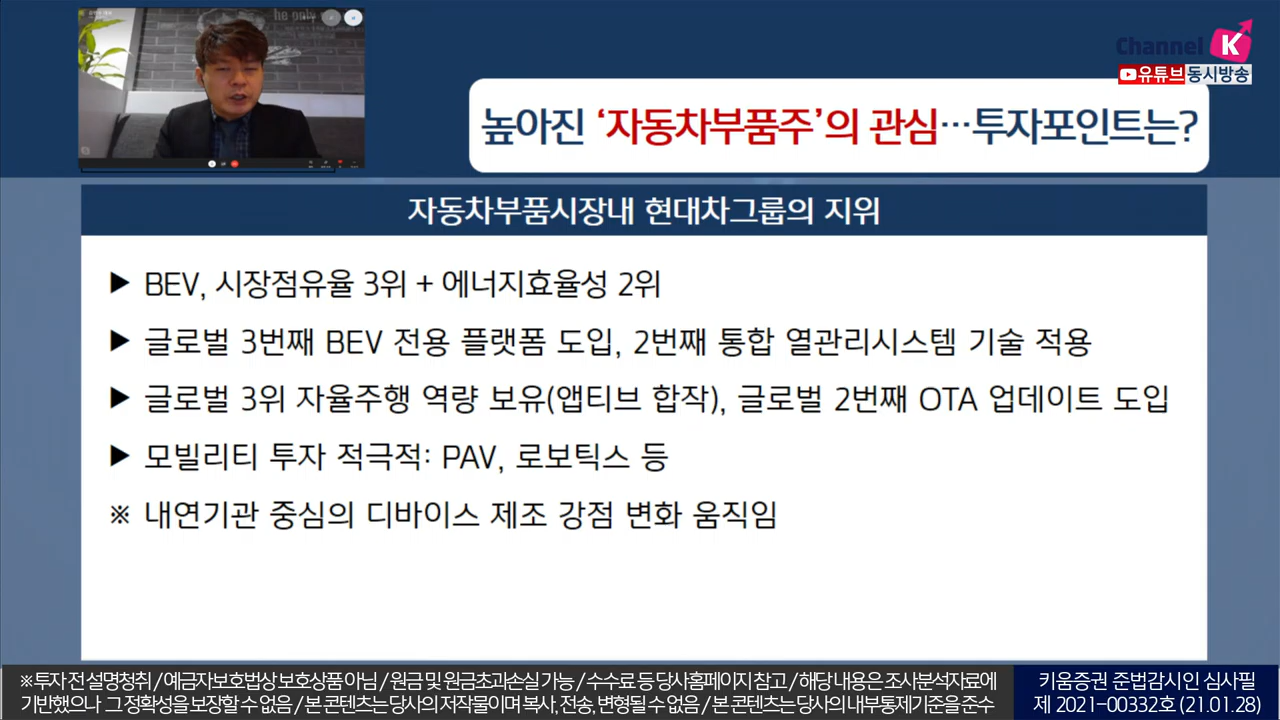 he only
Channel K
유튜브동시방송
높아진 ‘자동차부품주’의 관심…투자포인트는?
자동차부품시장내 현대차그룹의 지위
▶ BEV, 시장점유율 3위 + 에너지효율성 2위
▶ 글로벌 3번째 BEV 전용 플랫폼 도입, 2번째 통합 열관리시스템 기술 적용
▶ 글로벌 3위 자율주행 역량 보유(앱티브 합작), 글로벌 2번째 OTA 업데이트 도입
▶ 모빌리티 투자 적극적: PAV, 로보틱스 등
※ 내연기관 중심의 디바이스 제조 강점 변화 움직임
※ 투자 전 설명청취 / 예금자보호법상 보호상품 아님 / 원금 및 원금초과손실 가능 / 수수료 등 당사홈페이지 참고 / 해당 내용은 조사분석자료에
기반했으나 그 정확성을 보장할 수 없음 / 본 콘텐츠는 당사의 저작물이며 복사, 전송, 변형될 수 없음 / 본 콘텐츠는 당사의 내부통제기준을 준수
키움증권 준법감시인 심사필
제 2021-00332호 (21.01.28)